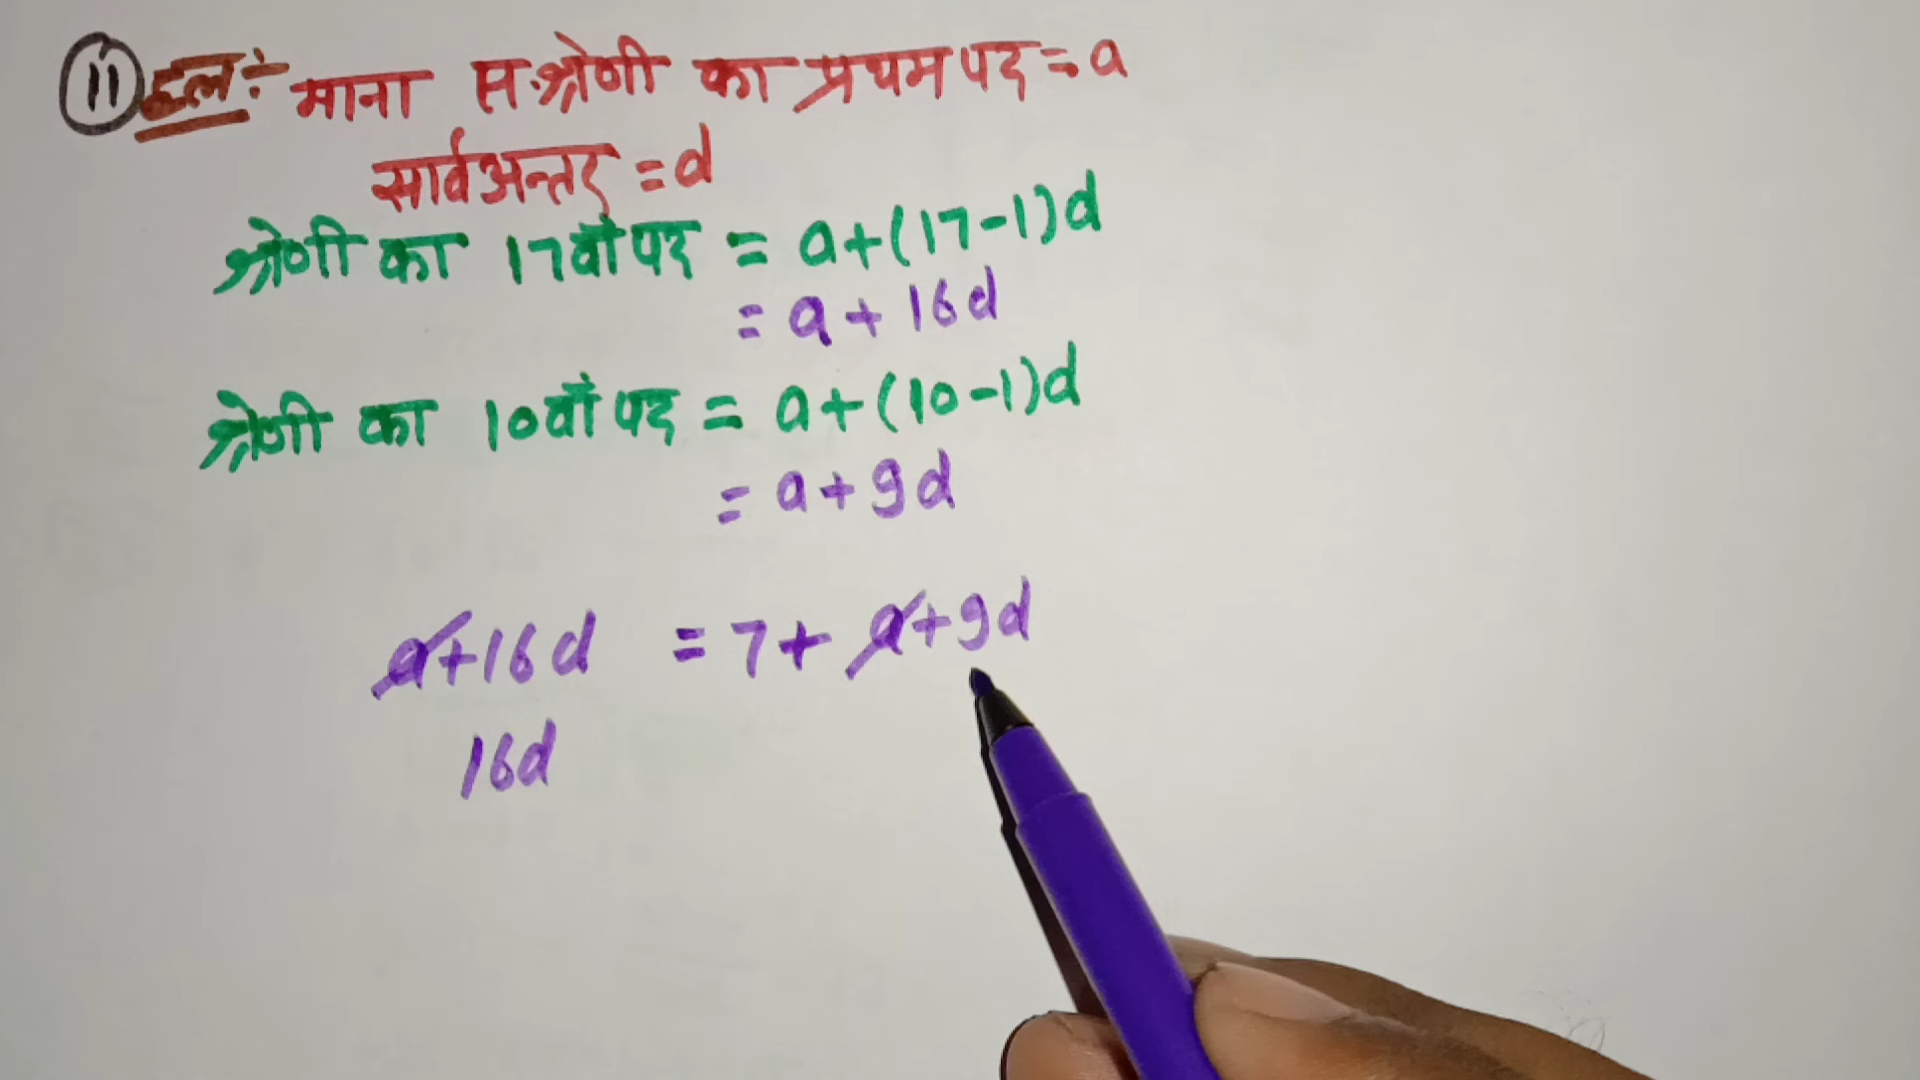 11 हल:- माना स.श्रेणी का प्रथम पद = a
सार्वअन्तर = d
श्रेणी का 17वाँ पद = a+(17-1)d
= a + 16d
श्रेणी का 10वाँ पद = a+(10-1)d
= a + 9d
a+16d = 7+ a+9d
16d